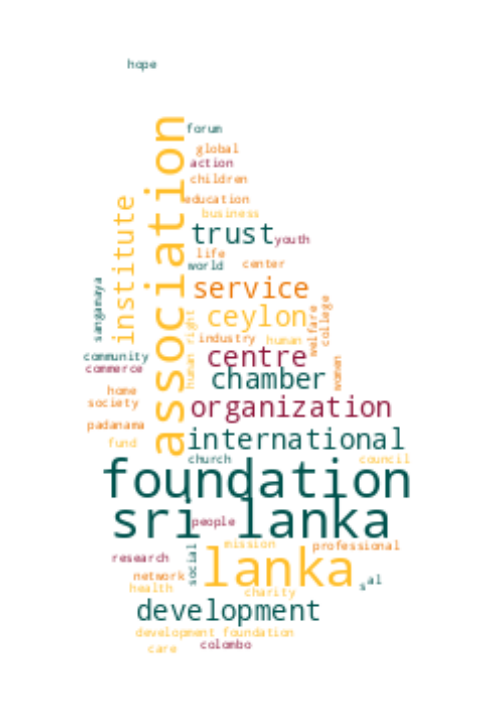 hope
forum
association
global
action
children
education
business
institute
trust
youth
life
world
center
service
sangamaya
ceylon
welfare
college
human right
industry
human
centre
community
commerce
chamber
women
home
society
organization
padanama
fund
international
church
council
foundation
sri lanka
people
mission
professional
research
social
lanka
network
health
charity
s
al
development
development foundation
care
colombo